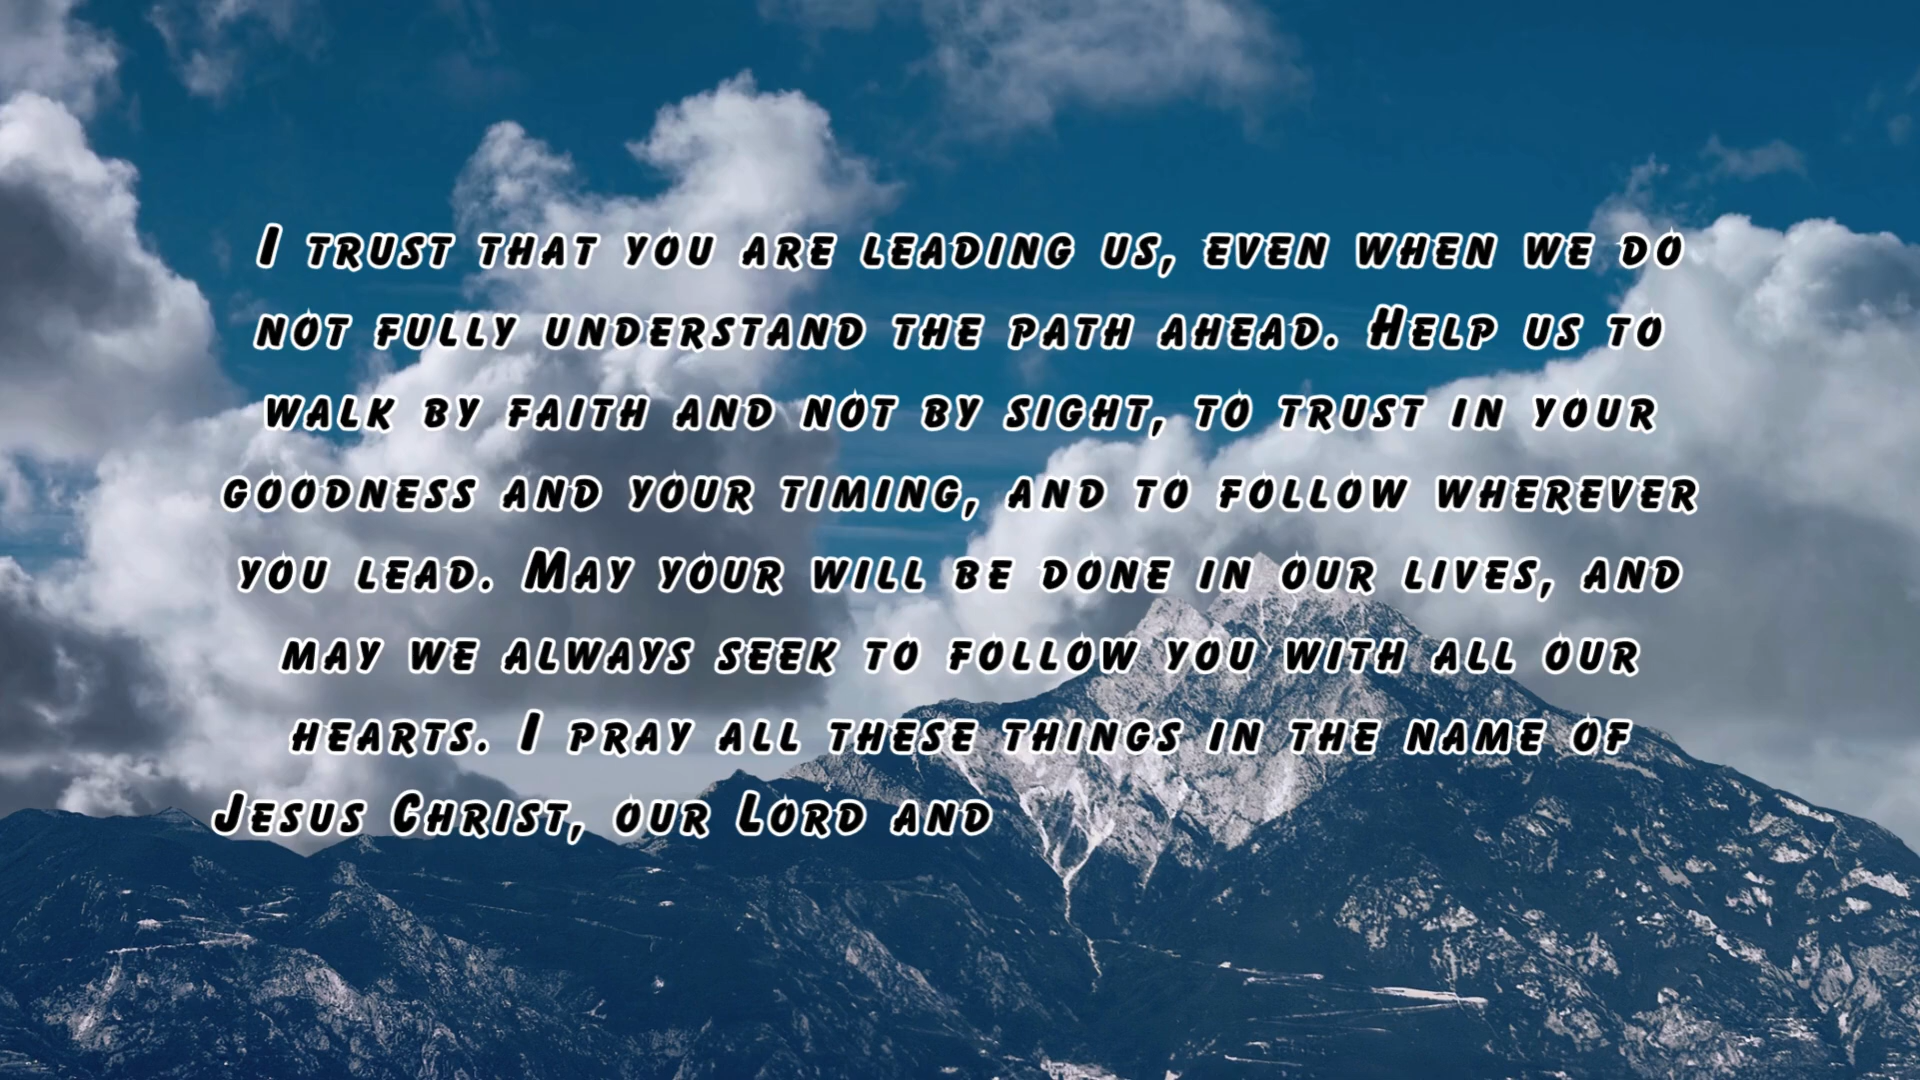 I trust that you are leading us, even when we do
not fully understand the path ahead. Help us to
walk by faith and not by sight, to trust in your
goodness and your timing, and to follow wherever
you lead. May your will be done in our lives, and
may we always seek to follow you with all our
hearts. I pray all these things in the name of
Jesus Christ, our Lord and